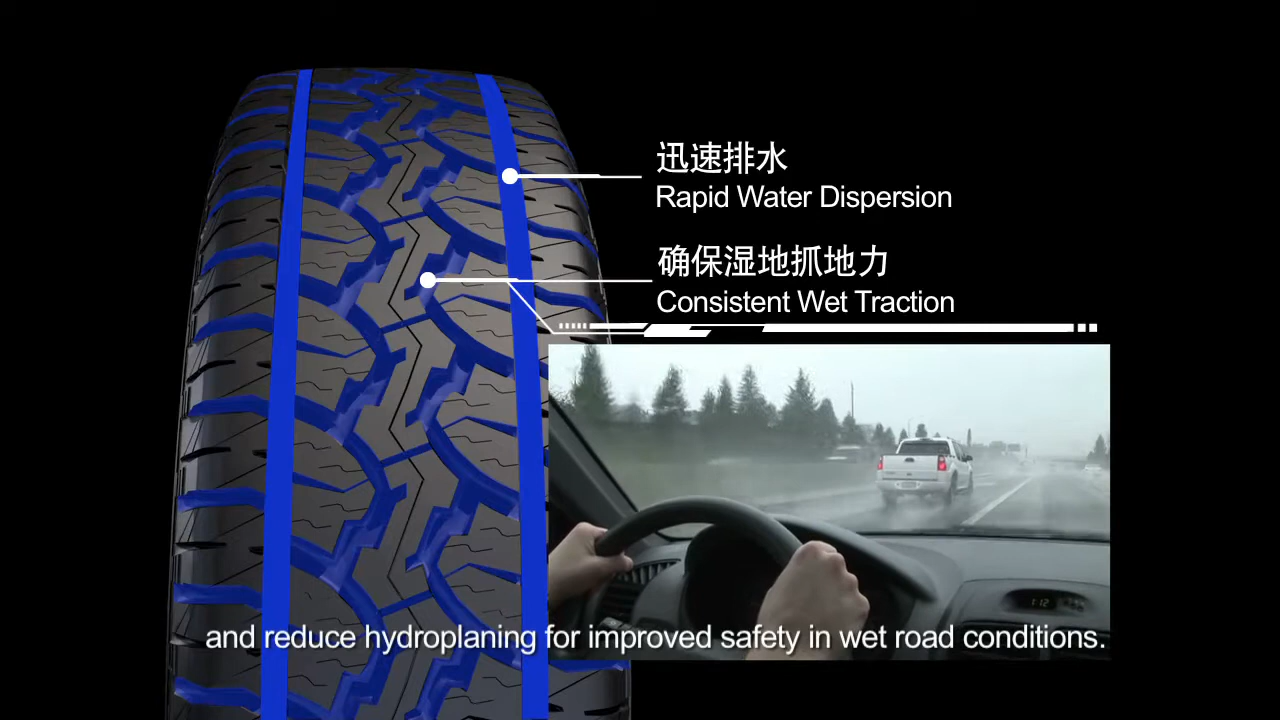 迅速排水
Rapid Water Dispersion
确保湿地抓地力
Consistent Wet Traction
and reduce hydroplaning for improved safety in wet road conditions.